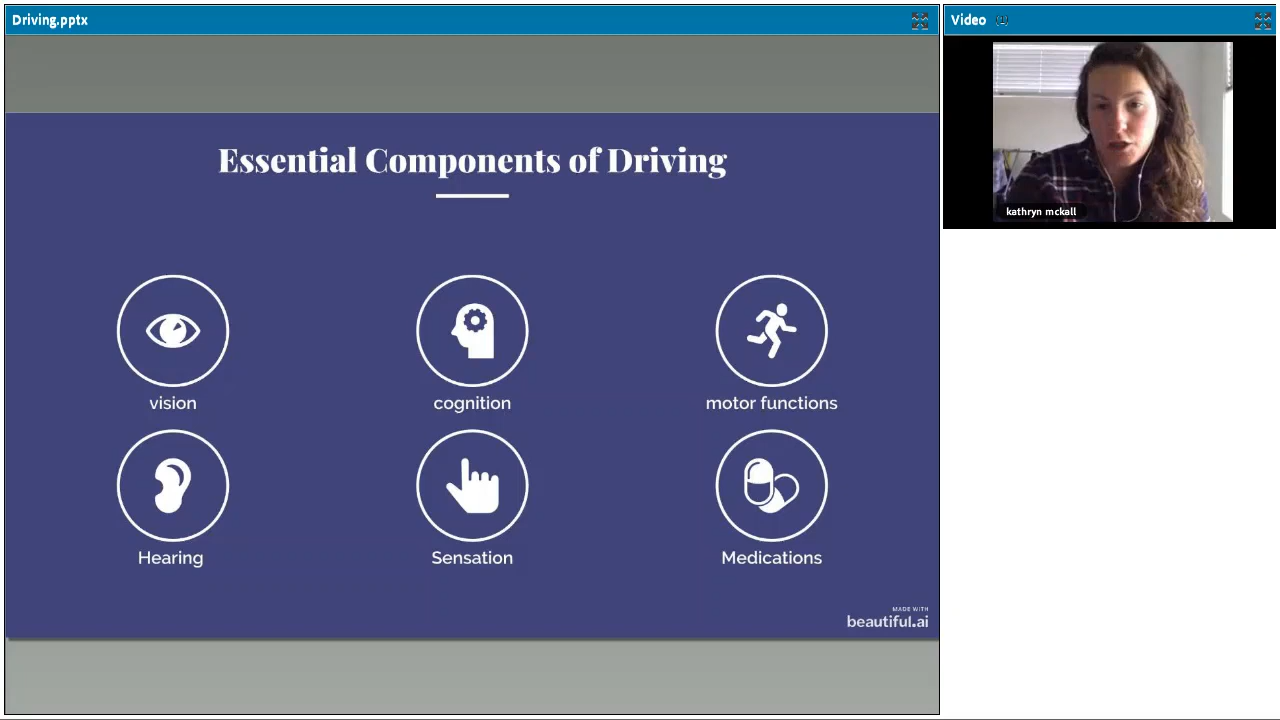 Driving.pptx
Video (1)
kathryn mckall
Essential Components of Driving
vision
cognition
motor functions
Hearing
Sensation
Medications
MADE WITH
beautiful.ai